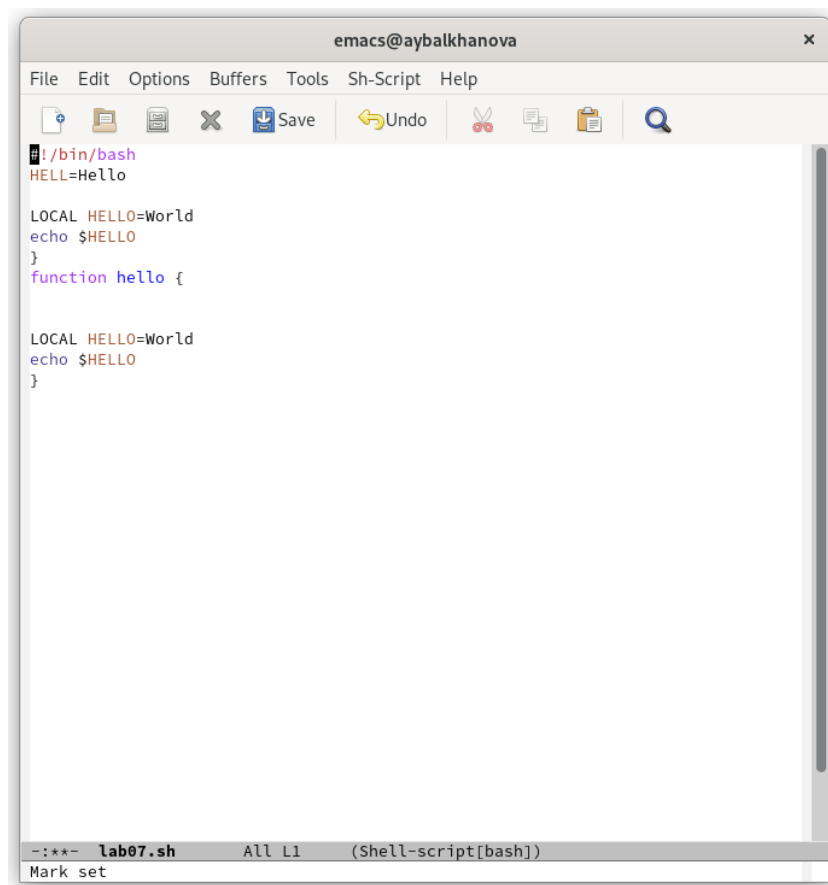 emacs@aybalkhanova ×
File Edit Options Buffers Tools Sh-Script Help
Save Undo
#!/bin/bash
HELL=Hello
LOCAL HELLO=World
echo $HELLO
}
function hello {
LOCAL HELLO=World
echo $HELLO
}
-:**- lab07.sh All L1 (Shell-script[bash])
Mark set